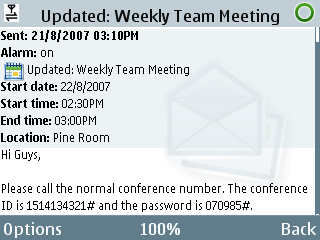 Updated: Weekly Team Meeting
Sent: 21/8/2007 03:10PM
Alarm: on
Updated: Weekly Team Meeting
Start date: 22/8/2007
Start time: 02:30PM
End time: 03:00PM
Location: Pine Room
Hi Guys,
Please call the normal conference number. The conference
ID is 1514134321# and the password is 070985#.
Options 100% Back